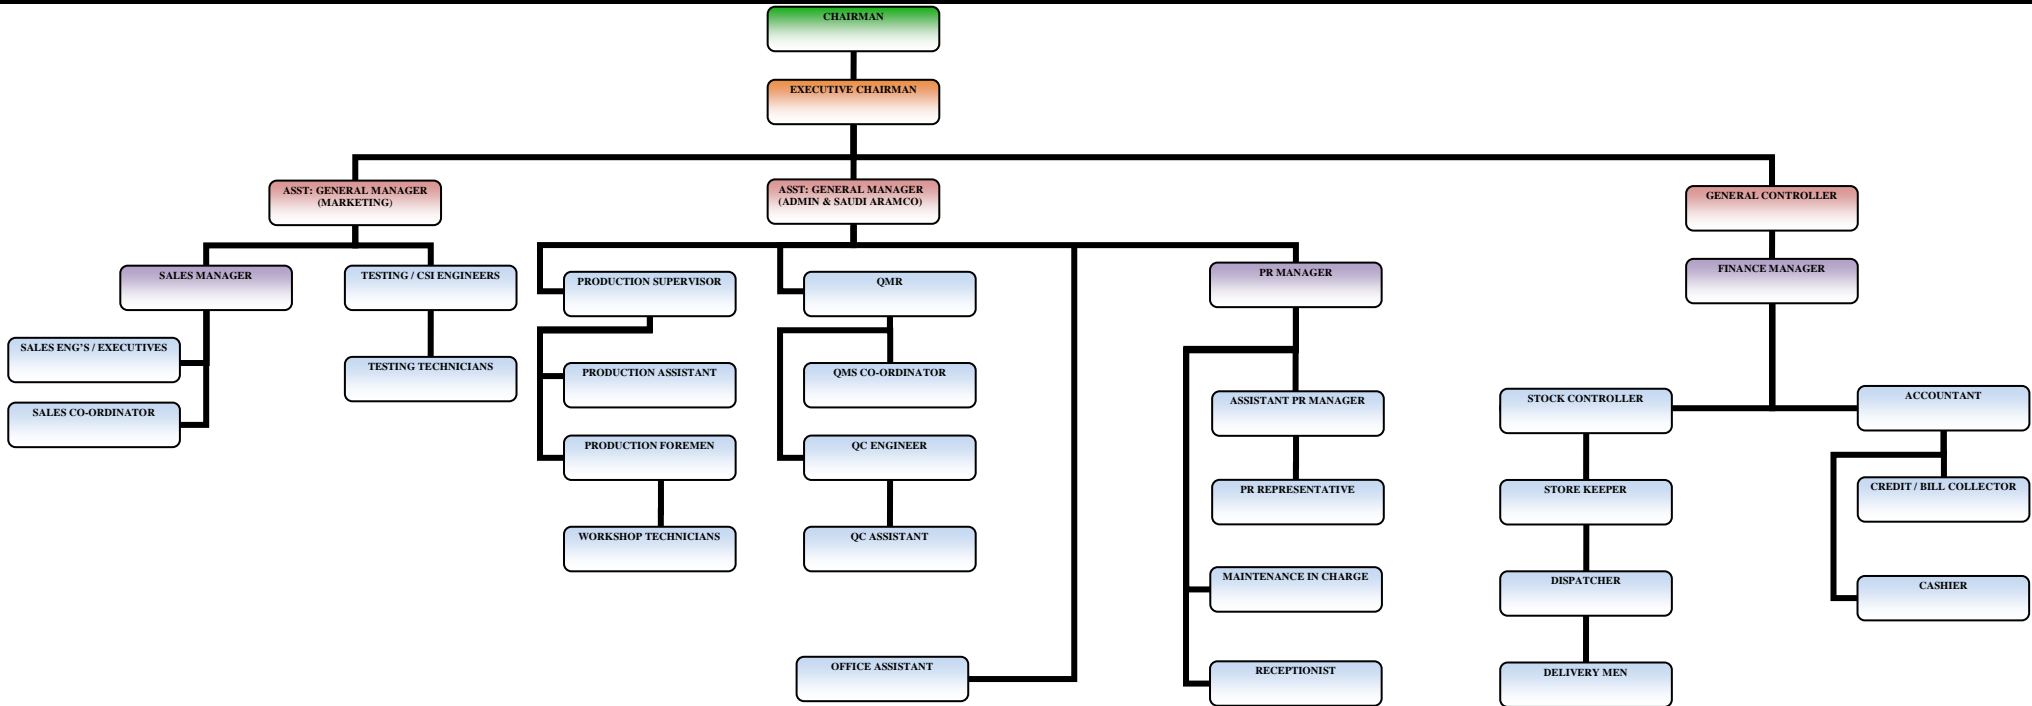 CHAIRMAN
EXECUTIVE CHAIRMAN
ASST: GENERAL MANAGER
(MARKETING)
ASST: GENERAL MANAGER
(ADMIN & SAUDI ARAMCO)
GENERAL CONTROLLER
SALES MANAGER
TESTING / CSI ENGINEERS
PRODUCTION SUPERVISOR
QMR
PR MANAGER
FINANCE MANAGER
SALES ENG'S / EXECUTIVES
TESTING TECHNICIANS
PRODUCTION ASSISTANT
QMS CO-ORDINATOR
ASSISTANT PR MANAGER
STOCK CONTROLLER
ACCOUNTANT
SALES CO-ORDINATOR
PRODUCTION FOREMEN
QC ENGINEER
PR REPRESENTATIVE
STORE KEEPER
CREDIT / BILL COLLECTOR
WORKSHOP TECHNICIANS
QC ASSISTANT
MAINTENANCE IN CHARGE
DISPATCHER
CASHIER
OFFICE ASSISTANT
RECEPTIONIST
DELIVERY MEN